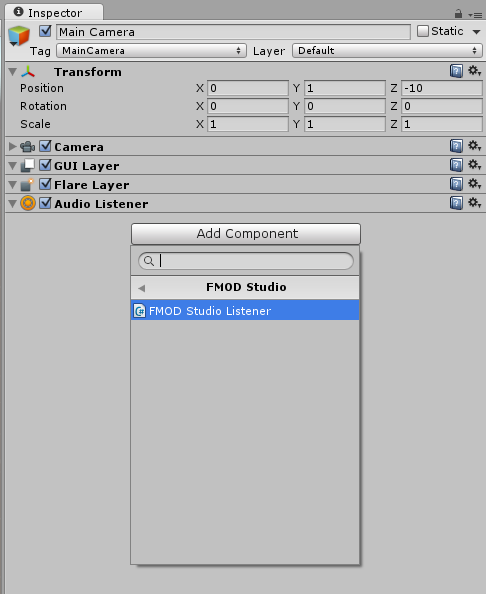 Inspector
Main Camera Static
Tag MainCamera Layer Default
Transform
Position X 0 Y 1 Z -10
Rotation X 0 Y 0 Z 0
Scale X 1 Y 1 Z 1
Camera
GUI Layer
Flare Layer
Audio Listener
Add Component
FMOD Studio
FMOD Studio Listener